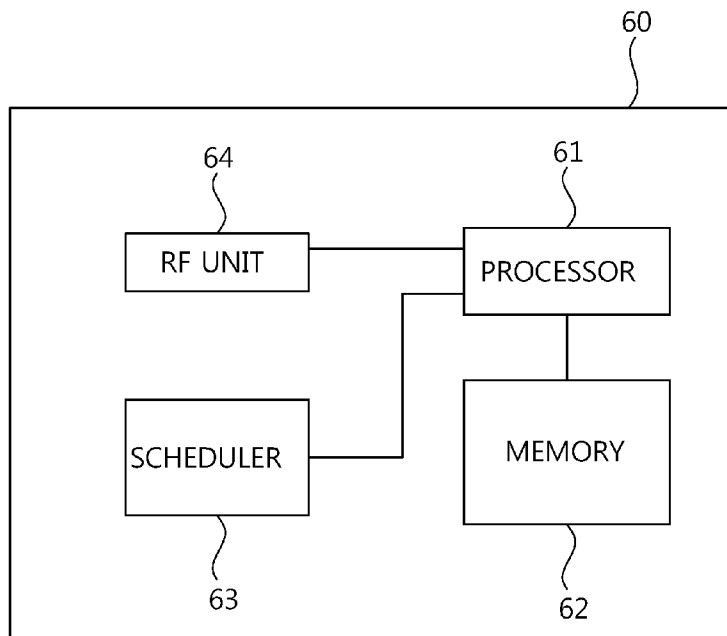 60
64
61
RF UNIT
PROCESSOR
SCHEDULER
MEMORY
63
62